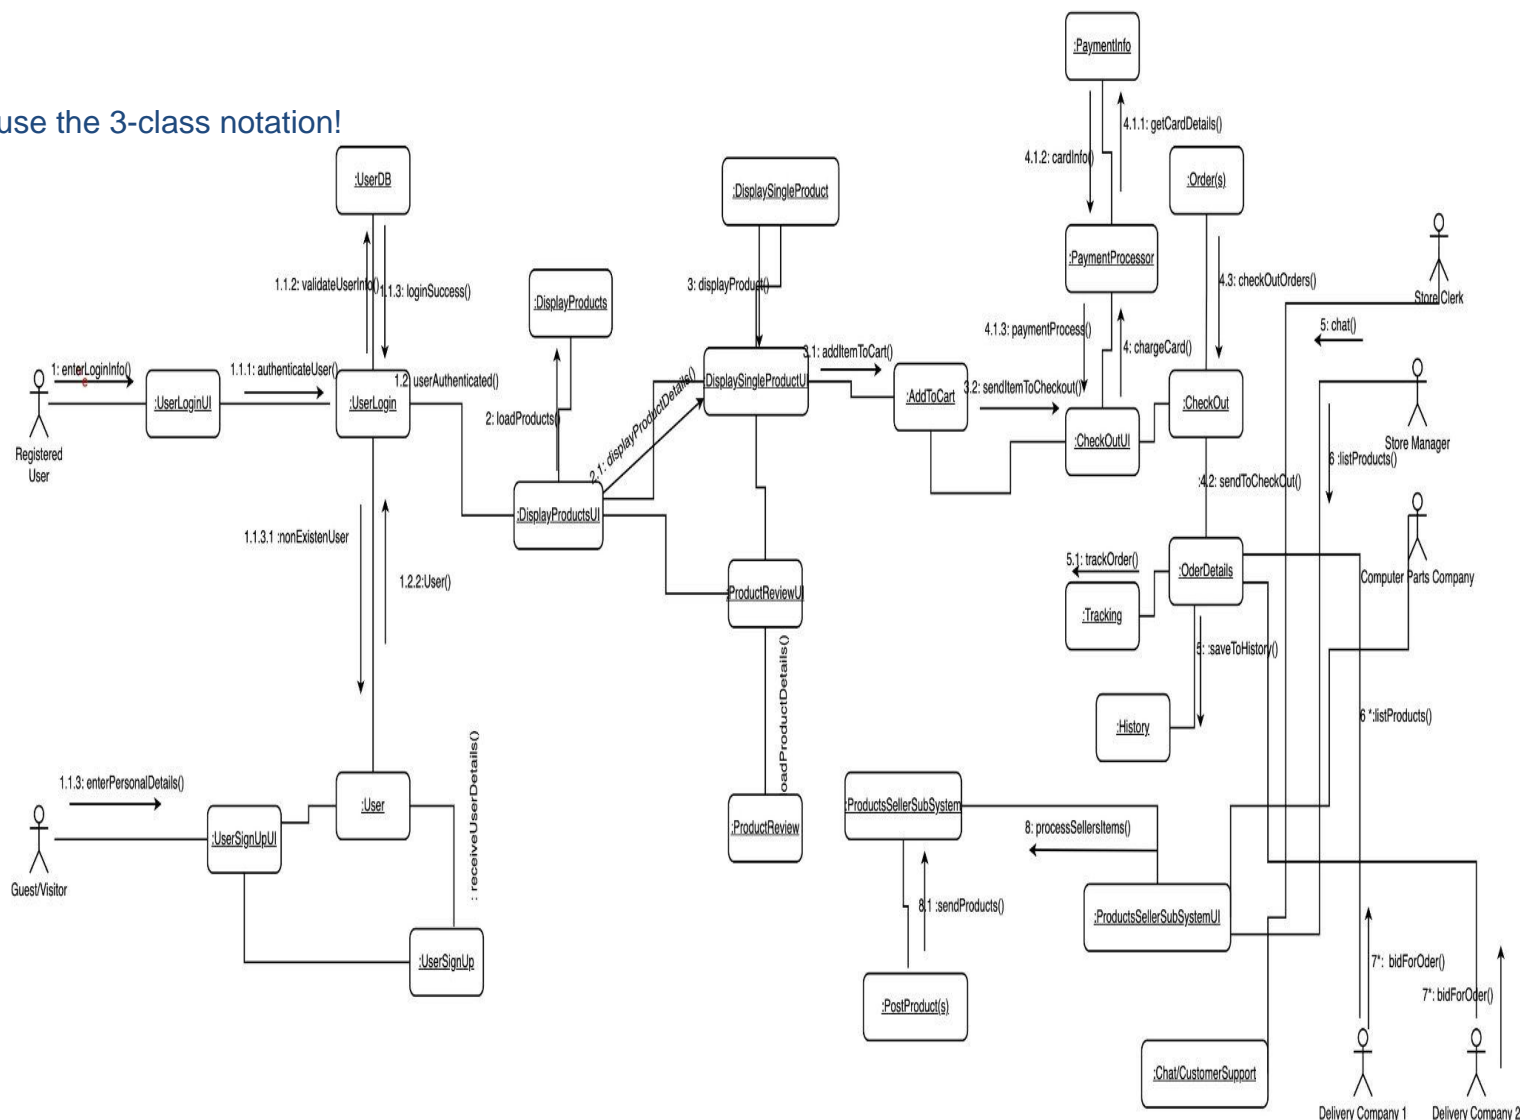 use the 3-class notation!
:PaymentInfo
4.1.1: getCardDetails()
4.1.2: cardInfo()
:UserDB
:DisplaySingleProduct
:Order(s)
:PaymentProcessor
1.1.2: validateUserInfo()
1.1.3: loginSuccess()
:DisplayProducts
3: displayProduct()
4.3: checkOutOrders()
Store Clerk
5: chat()
4.1.3: paymentProcess()
4: chargeCard()
1: enterLoginInfo()
1.1.1: authenticateUser()
1.2: userAuthenticated()
3.1: addItemToCart()
3.2: sendItemToCheckout()
:UserLoginUI
:UserLogin
2: loadProducts()
2.1: displayProductDetails()
:DisplaySingleProductUI
:AddToCart
:CheckOutUI
:CheckOut
Store Manager
Registered
User
6 :listProducts()
:4.2: sendToCheckOut()
:DisplayProductsUI
1.1.3.1 :nonExistenUser
1.2.2:User()
5.1: trackOrder()
:OderDetails
Computer Parts Company
:ProductReviewUI
:Tracking
5: :saveToHistory()
oadProductDetails()
:History
6 *:listProducts()
: receiveUserDetails()
1.1.3: enterPersonalDetails()
:User
:UserSignUpUI
:ProductReview
:ProductsSellerSubSystem
8: processSellersItems()
Guest/Visitor
8.1 :sendProducts()
:ProductsSellerSubSystemUI
:UserSignUp
7*: bidForOder()
7*: bidForOder()
:PostProduct(s)
:Chat/CustomerSupport
Delivery Company 1
Delivery Company 2